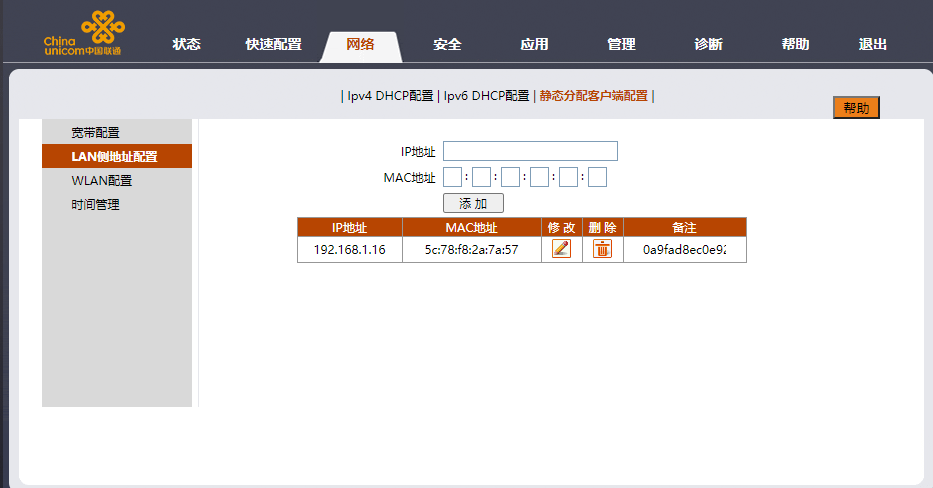 China
unicom中国联通
状态 快速配置 网络 安全 应用 管理 诊断 帮助 退出
| Ipv4 DHCP配置 | Ipv6 DHCP配置 | 静态分配客户端配置 |
帮助
宽带配置
LAN侧地址配置
WLAN配置
时间管理
IP地址
MAC地址 : : : : :
添 加
IP地址 MAC地址 修 改 删 除 备注
192.168.1.16 5c:78:f8:2a:7a:57 0a9fad8ec0e92